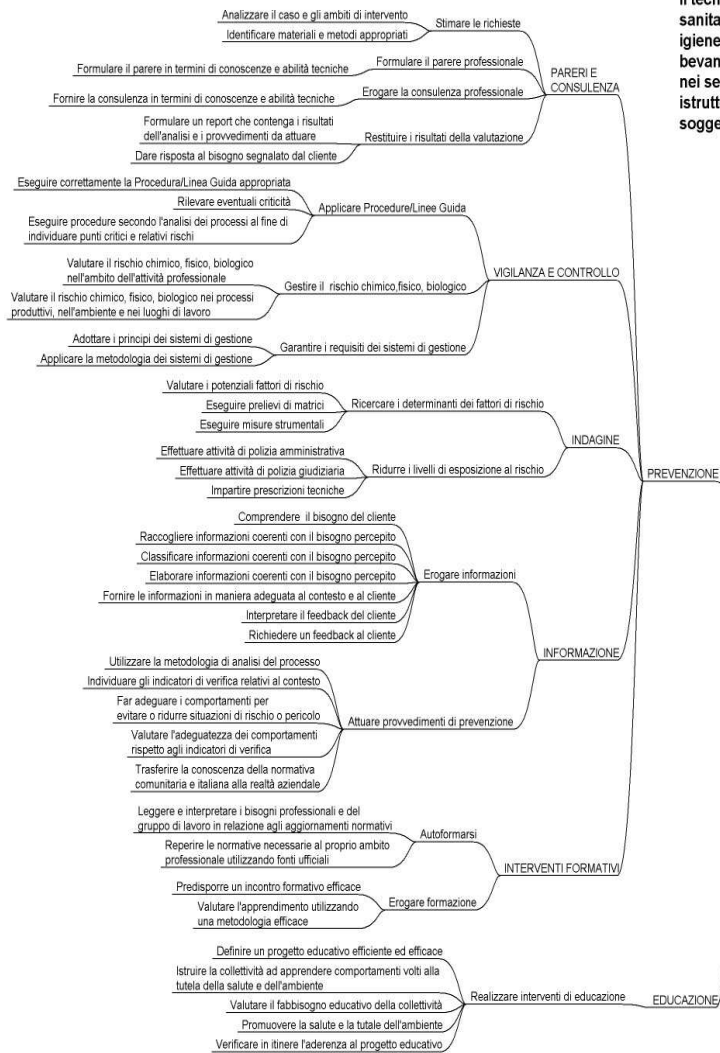 Analizzare il caso e gli ambiti di intervento
Identificare materiali e metodi appropriati
Stimare le richieste
Formulare il parere in termini di conoscenze e abilità tecniche
Formulare il parere professionale
Fornire la consulenza in termini di conoscenze e abilità tecniche
Erogare la consulenza professionale
Formulare un report che contenga i risultati
dell'analisi e i provvedimenti da attuare
Dare risposta al bisogno segnalato dal cliente
Restituire i risultati della valutazione
PARERI E
CONSULENZA
Eseguire correttamente la Procedura/Linea Guida appropriata
Rilevare eventuali criticità
Eseguire procedure secondo l'analisi dei processi al fine di
individuare punti critici e relativi rischi
Applicare Procedure/Linee Guida
Valutare il rischio chimico, fisico, biologico
nell'ambito dell'attività professionale
Valutare il rischio chimico, fisico, biologico nei processi
produttivi, nell'ambiente e nei luoghi di lavoro
Gestire il rischio chimico,fisico, biologico
Adottare i principi dei sistemi di gestione
Applicare la metodologia dei sistemi di gestione
Garantire i requisiti dei sistemi di gestione
VIGILANZA E CONTROLLO
Valutare i potenziali fattori di rischio
Eseguire prelievi di matrici
Eseguire misure strumentali
Ricercare i determinanti dei fattori di rischio
Effettuare attività di polizia amministrativa
Effettuare attività di polizia giudiziaria
Impartire prescrizioni tecniche
Ridurre i livelli di esposizione al rischio
INDAGINE
PREVENZIONE
Comprendere il bisogno del cliente
Raccogliere informazioni coerenti con il bisogno percepito
Classificare informazioni coerenti con il bisogno percepito
Elaborare informazioni coerenti con il bisogno percepito
Fornire le informazioni in maniera adeguata al contesto e al cliente
Interpretare il feedback del cliente
Richiedere un feedback al cliente
Erogare informazioni
Utilizzare la metodologia di analisi del processo
Individuare gli indicatori di verifica relativi al contesto
Far adeguare i comportamenti per
evitare o ridurre situazioni di rischio o pericolo
Valutare l'adeguatezza dei comportamenti
rispetto agli indicatori di verifica
Trasferire la conoscenza della normativa
comunitaria e italiana alla realtà aziendale
Attuare provvedimenti di prevenzione
INFORMAZIONE
Leggere e interpretare i bisogni professionali e del
gruppo di lavoro in relazione agli aggiornamenti normativi
Reperire le normative necessarie al proprio ambito
professionale utilizzando fonti ufficiali
Autoformarsi
Predisporre un incontro formativo efficace
Valutare l'apprendimento utilizzando
una metodologia efficace
Erogare formazione
INTERVENTI FORMATIVI
Definire un progetto educativo efficiente ed efficace
Istruire la collettività ad apprendere comportamenti volti alla
tutela della salute e dell'ambiente
Valutare il fabbisogno educativo della collettività
Promuovere la salute e la tutale dell'ambiente
Verificare in itinere l'aderenza al progetto educativo
Realizzare interventi di educazione
EDUCAZIONE
sanita
igiene
bevan
nei se
istrutt
sogge